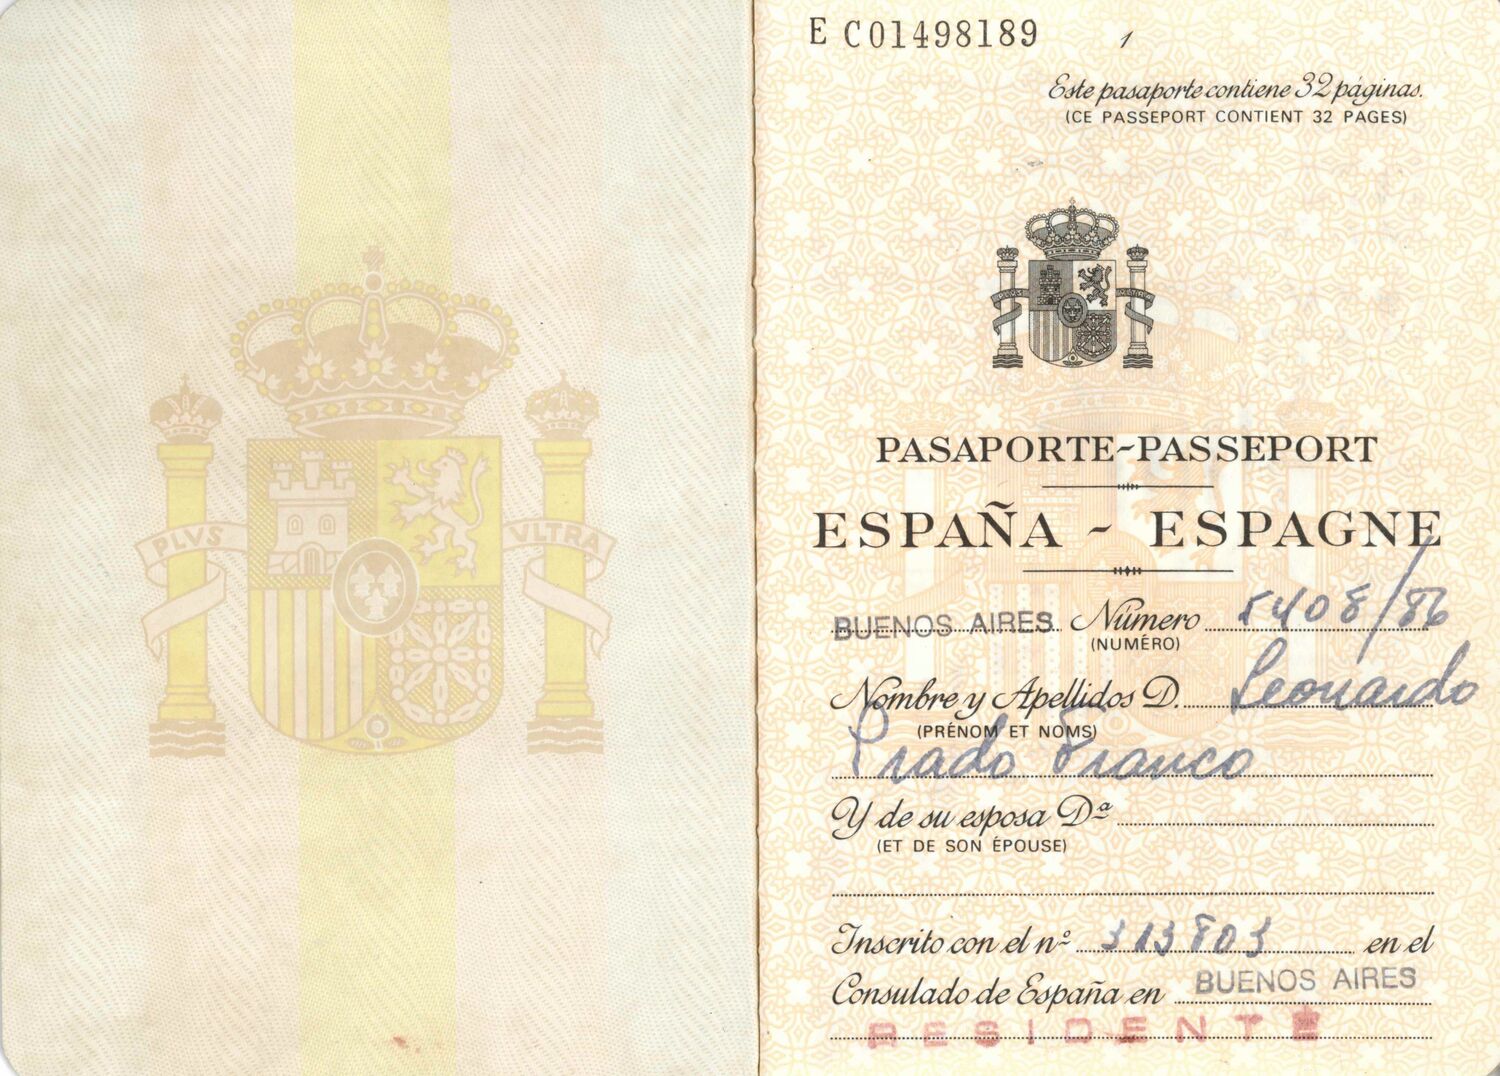 PLVS VLTRA
E C01498189
1
Este pasaporte contiene 32 páginas.
(CE PASSEPORT CONTIENT 32 PAGES)
PASAPORTE-PASSEPORT
ESPAÑA - ESPAGNE
BUENOS AIRES Número 5408/86
(NUMÉRO)
Nombre y Apellidos D. Leonardo
(PRÉNOM ET NOMS)
Prado Franco
Y de su esposa Dª
(ET DE SON ÉPOUSE)
Inscrito con el nº 313803 en el
Consulado de España en BUENOS AIRES
RESIDENTE